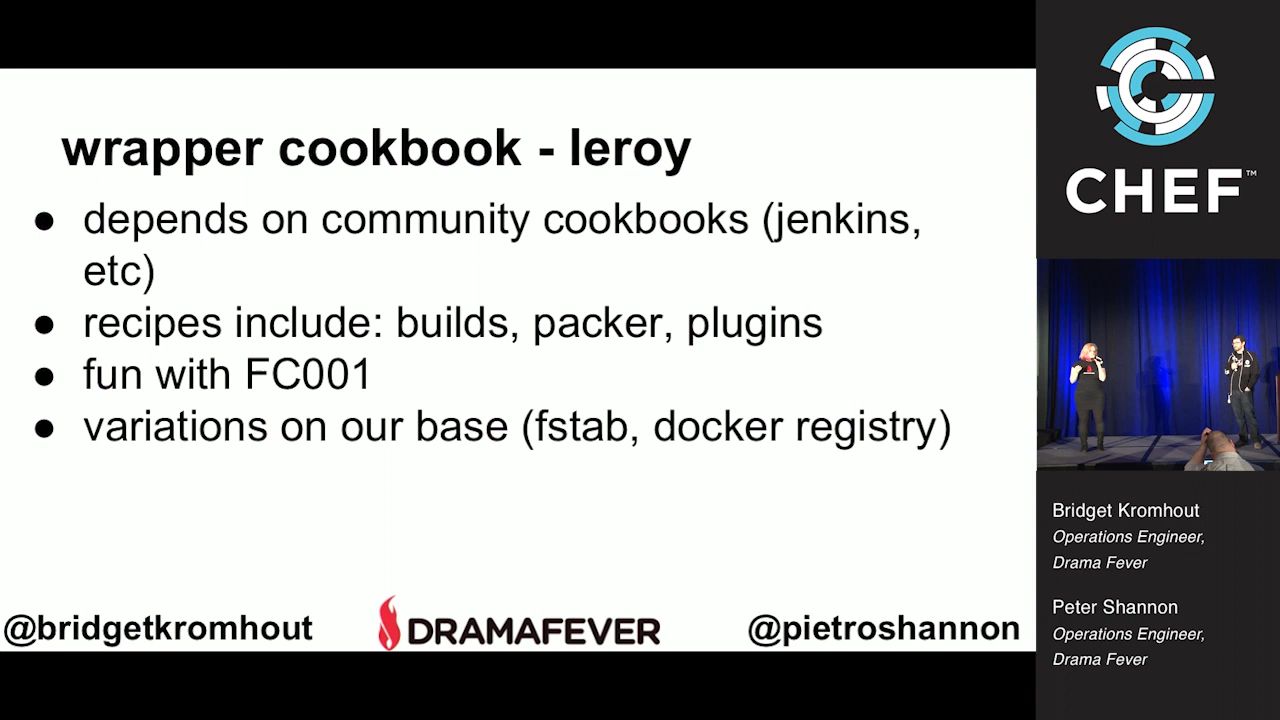 wrapper cookbook - leroy
● depends on community cookbooks (jenkins,
etc)
● recipes include: builds, packer, plugins
● fun with FC001
● variations on our base (fstab, docker registry)
@bridgetkromhout
DRAMAFEVER
@pietroshannon
CHEF™
Bridget Kromhout
Operations Engineer,
Drama Fever
Peter Shannon
Operations Engineer,
Drama Fever